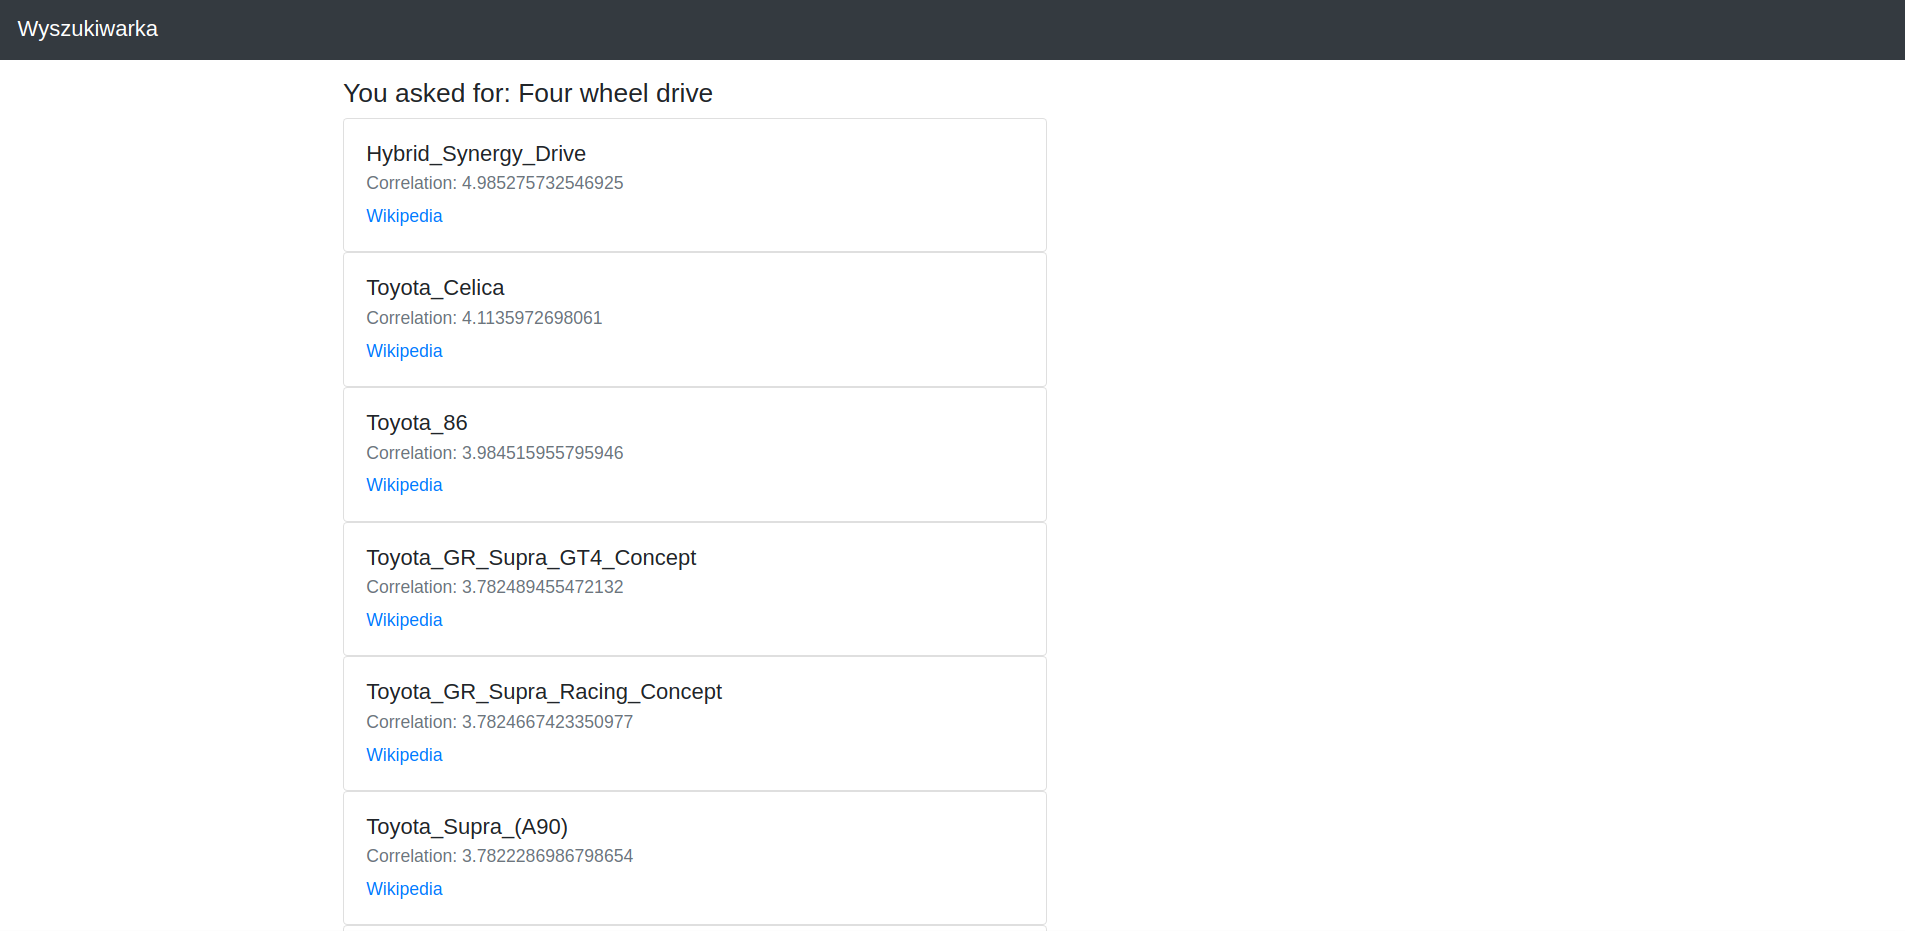 Wyszukiwarka
You asked for: Four wheel drive
Hybrid_Synergy_Drive
Correlation: 4.985275732546925
Wikipedia
Toyota_Celica
Correlation: 4.1135972698061
Wikipedia
Toyota_86
Correlation: 3.984515955795946
Wikipedia
Toyota_GR_Supra_GT4_Concept
Correlation: 3.782489455472132
Wikipedia
Toyota_GR_Supra_Racing_Concept
Correlation: 3.7824667423350977
Wikipedia
Toyota_Supra_(A90)
Correlation: 3.7822286986798654
Wikipedia